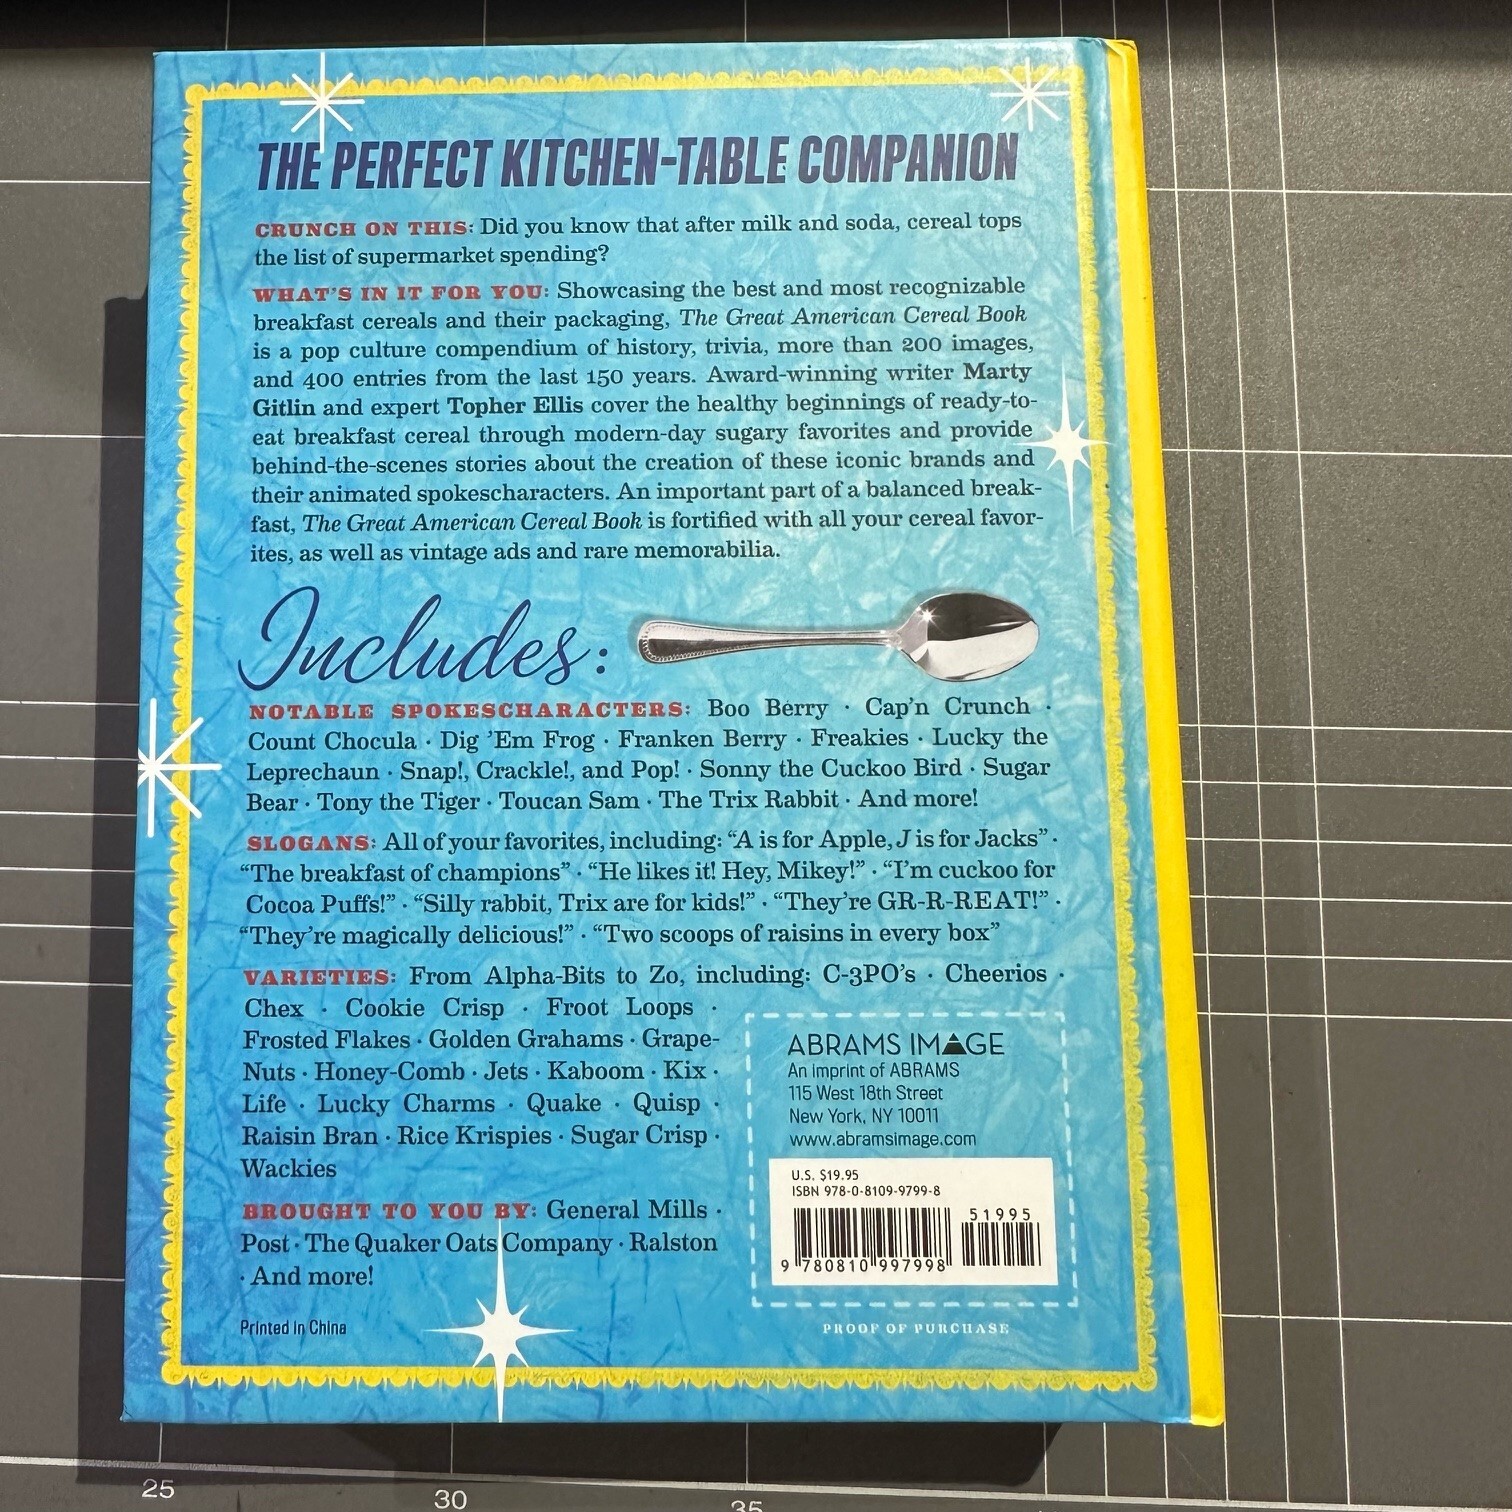 THE PERFECT KITCHEN-TABLE COMPANION
CRUNCH ON THIS: Did you know that after milk and soda, cereal tops
the list of supermarket spending?
WHAT'S IN IT FOR YOU: Showcasing the best and most recognizable
breakfast cereals and their packaging, The Great American Cereal Book
is a pop culture compendium of history, trivia, more than 200 images,
and 400 entries from the last 150 years. Award-winning writer Marty
Gitlin and expert Topher Ellis cover the healthy beginnings of ready-to-
eat breakfast cereal through modern-day sugary favorites and provide
behind-the-scenes stories about the creation of these iconic brands and
their animated spokescharacters. An important part of a balanced break-
fast, The Great American Cereal Book is fortified with all your cereal favor-
ites, as well as vintage ads and rare memorabilia.
Includes:
NOTABLE SPOKESCHARACTERS: Boo Berry · Cap'n Crunch ·
Count Chocula · Dig 'Em Frog · Franken Berry · Freakies · Lucky the
Leprechaun · Snap!, Crackle!, and Pop! · Sonny the Cuckoo Bird · Sugar
Bear · Tony the Tiger · Toucan Sam · The Trix Rabbit · And more!
SLOGANS: All of your favorites, including: “A is for Apple, J is for Jacks” ·
“The breakfast of champions” · “He likes it! Hey, Mikey!” · “I'm cuckoo for
Cocoa Puffs!” · “Silly rabbit, Trix are for kids!” · “They're GR-R-REAT!” ·
“They're magically delicious!” · “Two scoops of raisins in every box”
VARIETIES: From Alpha-Bits to Zo, including: C-3PO's · Cheerios ·
Chex · Cookie Crisp · Froot Loops ·
Frosted Flakes · Golden Grahams · Grape-
Nuts · Honey-Comb · Jets · Kaboom · Kix ·
Life · Lucky Charms · Quake · Quisp ·
Raisin Bran · Rice Krispies · Sugar Crisp ·
Wackies
BROUGHT TO YOU BY: General Mills ·
Post · The Quaker Oats Company · Ralston
· And more!
Printed in China
ABRAMS IMAGE
An imprint of ABRAMS
115 West 18th Street
New York, NY 10011
www.abramsimage.com
U.S. $19.95
ISBN 978-0-8109-9799-8
51995
9 780810 997998
PROOF OF PURCHASE
25
30
35